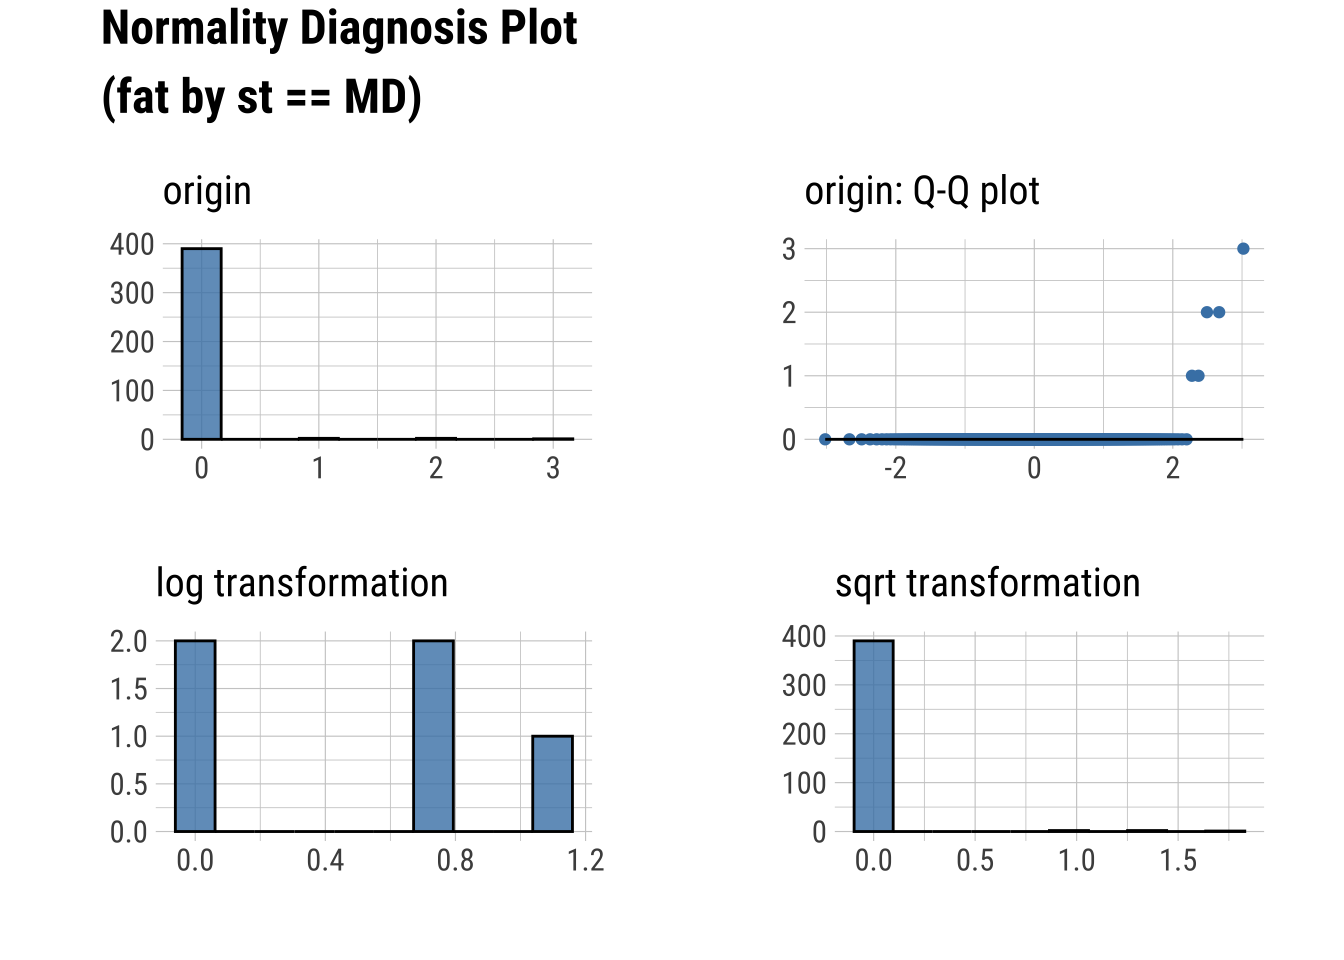 Normality Diagnosis Plot
(fat by st == MD)
origin
400
300
200
100
0
0 1 2 3
origin: Q-Q plot
3
2
1
0
-2 0 2
log transformation
2.0
1.5
1.0
0.5
0.0
0.0 0.4 0.8 1.2
sqrt transformation
400
300
200
100
0
0.0 0.5 1.0 1.5